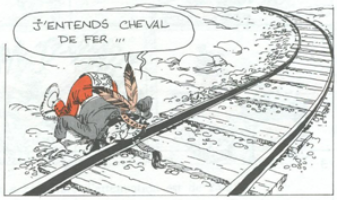 J'ENTENDS CHEVAL
DE FER ...